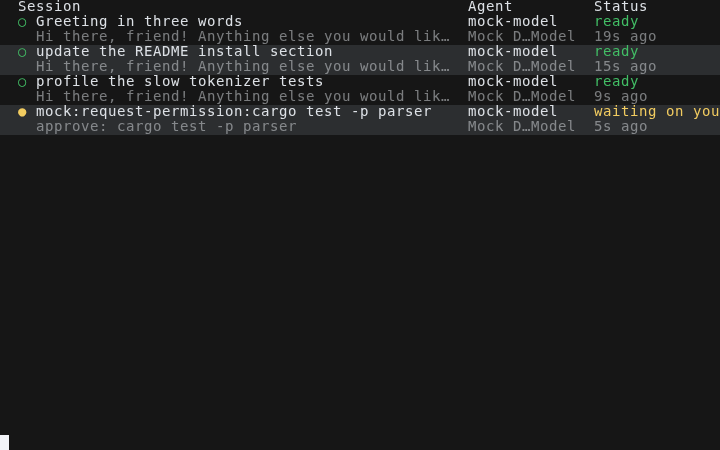 Session Agent Status
○ Greeting in three words mock-model ready
Hi there, friend! Anything else you would lik… Mock D…Model 19s ago
○ update the README install section mock-model ready
Hi there, friend! Anything else you would lik… Mock D…Model 15s ago
○ profile the slow tokenizer tests mock-model ready
Hi there, friend! Anything else you would lik… Mock D…Model 9s ago
● mock:request-permission:cargo test -p parser mock-model waiting on you
approve: cargo test -p parser Mock D…Model 5s ago